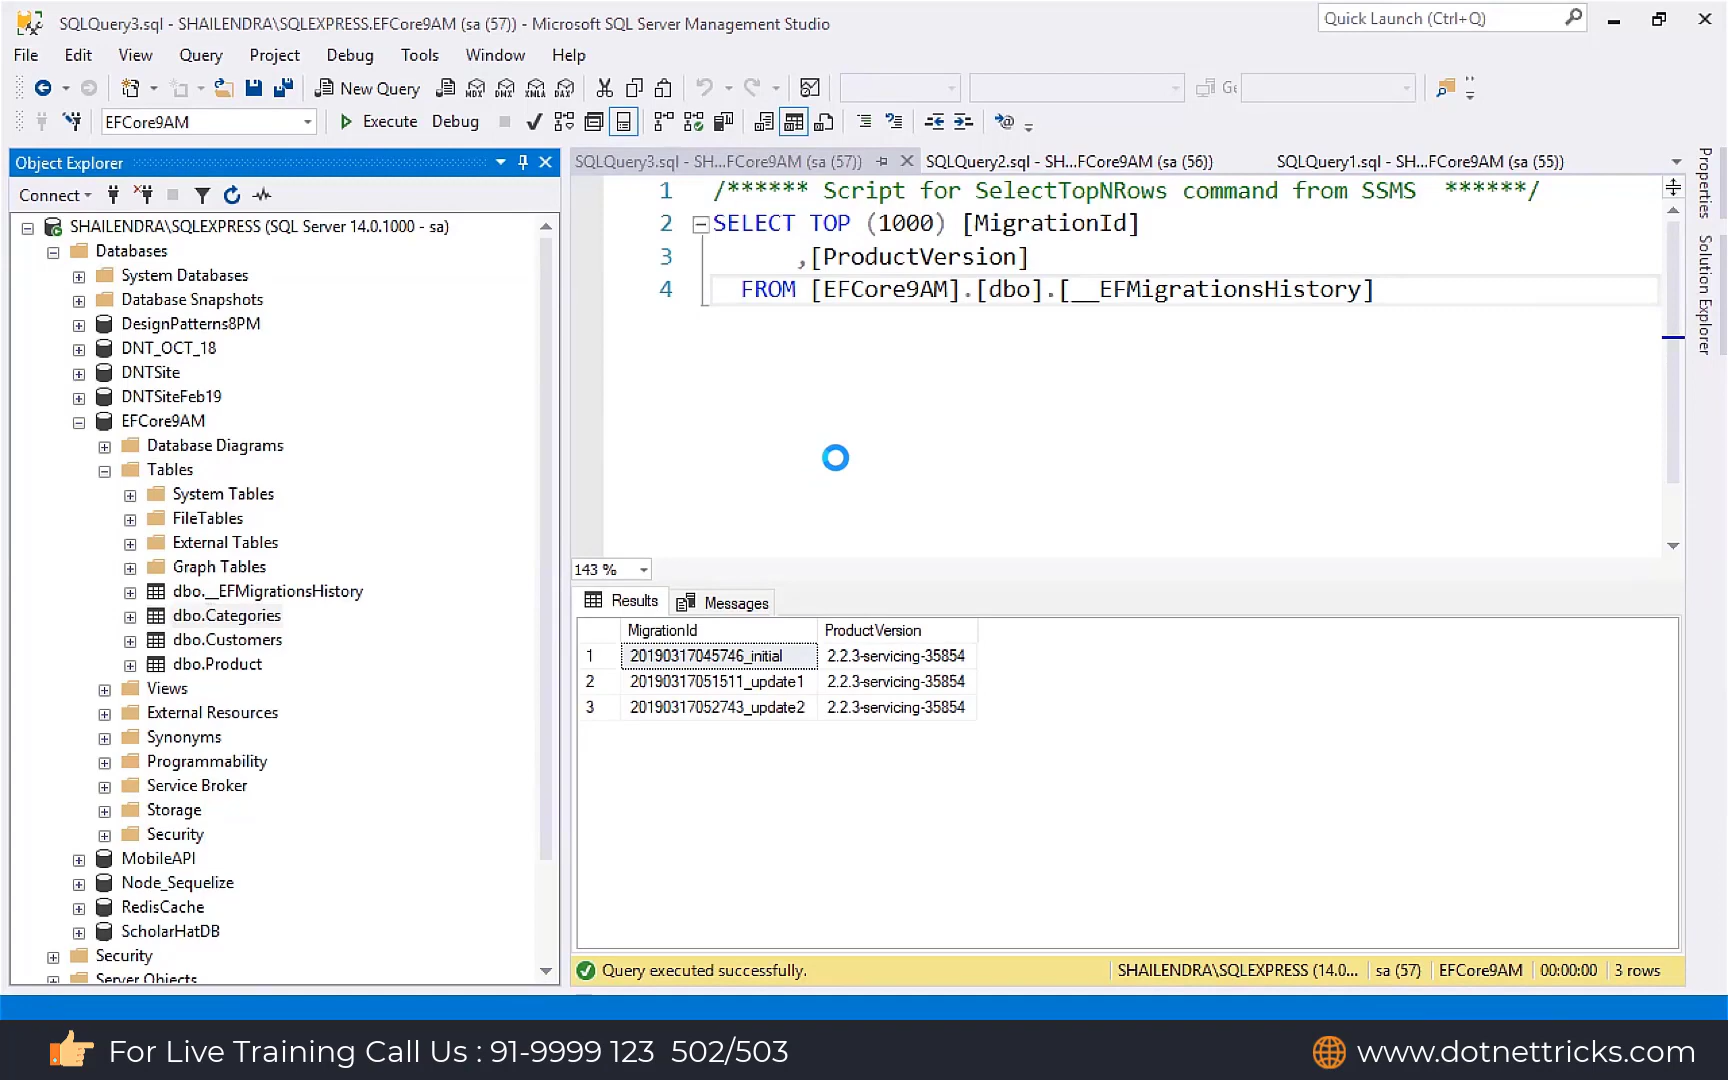 SQLQuery3.sql - SHAILENDRA\SQLEXPRESS.EFCore9AM (sa (57)) - Microsoft SQL Server Management Studio
Quick Launch (Ctrl+Q)
File Edit View Query Project Debug Tools Window Help
New Query MDX DMX XMLA DAX
EFCore9AM Execute Debug
Object Explorer
SQLQuery3.sql - SH...FCore9AM (sa (57)) SQLQuery2.sql - SH...FCore9AM (sa (56)) SQLQuery1.sql - SH...FCore9AM (sa (55))
Connect
SHAILENDRA\SQLEXPRESS (SQL Server 14.0.1000 - sa)
Databases
System Databases
Database Snapshots
DesignPatterns8PM
DNT_OCT_18
DNTSite
DNTSiteFeb19
EFCore9AM
Database Diagrams
Tables
System Tables
FileTables
External Tables
Graph Tables
dbo.__EFMigrationsHistory
dbo.Categories
dbo.Customers
dbo.Product
Views
External Resources
Synonyms
Programmability
Service Broker
Storage
Security
MobileAPI
Node_Sequelize
RedisCache
ScholarHatDB
Security
Server Objects
1 /****** Script for SelectTopNRows command from SSMS ******/
2 SELECT TOP (1000) [MigrationId]
3 ,[ProductVersion]
4 FROM [EFCore9AM].[dbo].[__EFMigrationsHistory]
143 %
Results Messages
MigrationId ProductVersion
1 20190317045746_initial 2.2.3-servicing-35854
2 20190317051511_update1 2.2.3-servicing-35854
3 20190317052743_update2 2.2.3-servicing-35854
Query executed successfully. SHAILENDRA\SQLEXPRESS (14.0... sa (57) EFCore9AM 00:00:00 3 rows
Properties
Solution Explorer
For Live Training Call Us : 91-9999 123 502/503
www.dotnettricks.com